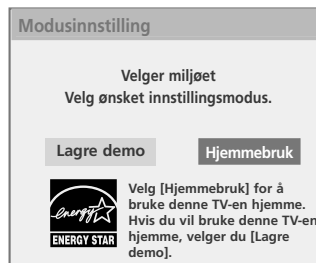 Modusinnstilling
Velger miljøet
Velg ønsket innstillingsmodus.
Lagre demo
Hjemmebruk
energy
ENERGY STAR
Velg [Hjemmebruk] for å
bruke denne TV-en hjemme.
Hvis du vil bruke denne TV-en
hjemme, velger du [Lagre
demo].